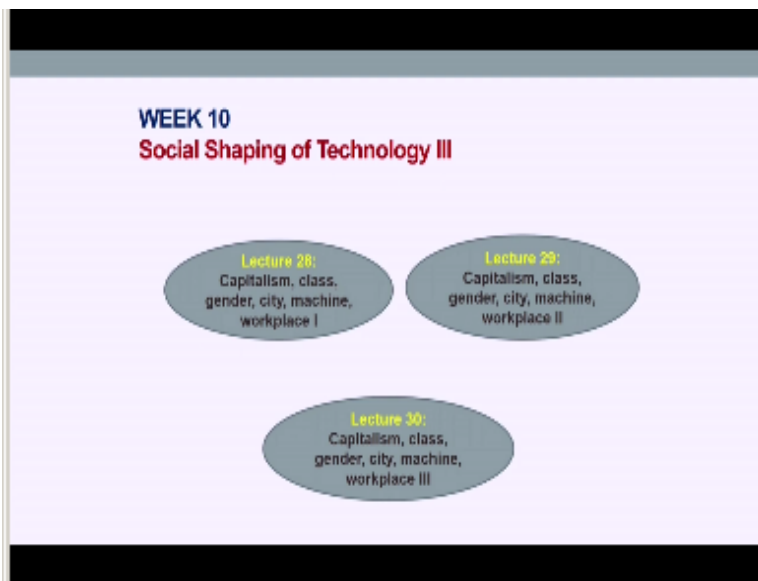 WEEK 10
Social Shaping of Technology III
Lecture 28:
Capitalism, class,
gender, city, machine,
workplace I
Lecture 29:
Capitalism, class,
gender, city, machine,
workplace II
Lecture 30:
Capitalism, class,
gender, city, machine,
workplace III